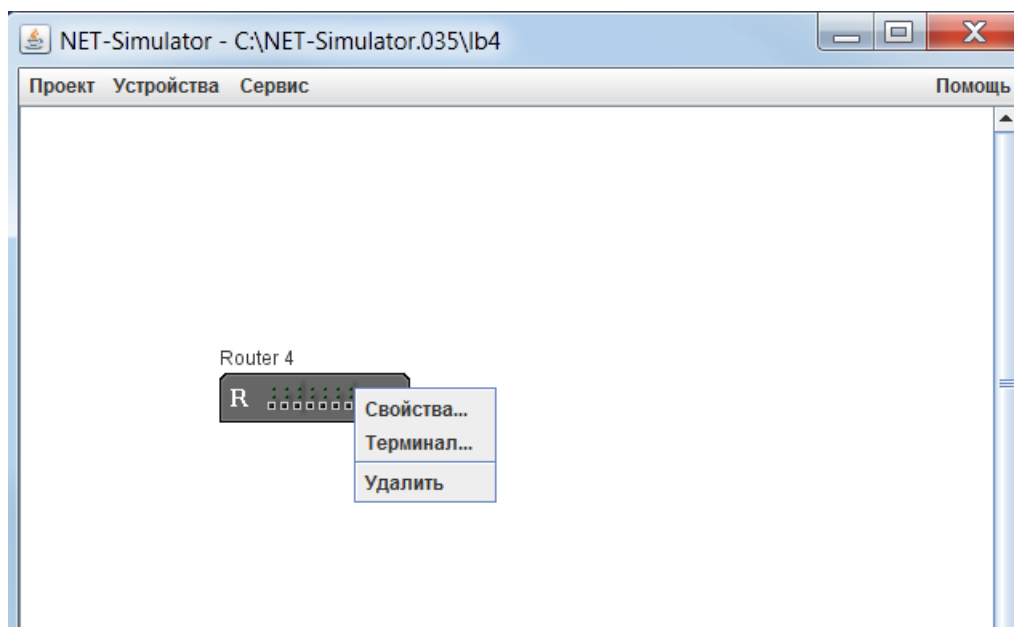 NET-Simulator - C:\NET-Simulator.035\lb4
Проект Устройства Сервис Помощь
Router 4
R
Свойства...
Терминал...
Удалить